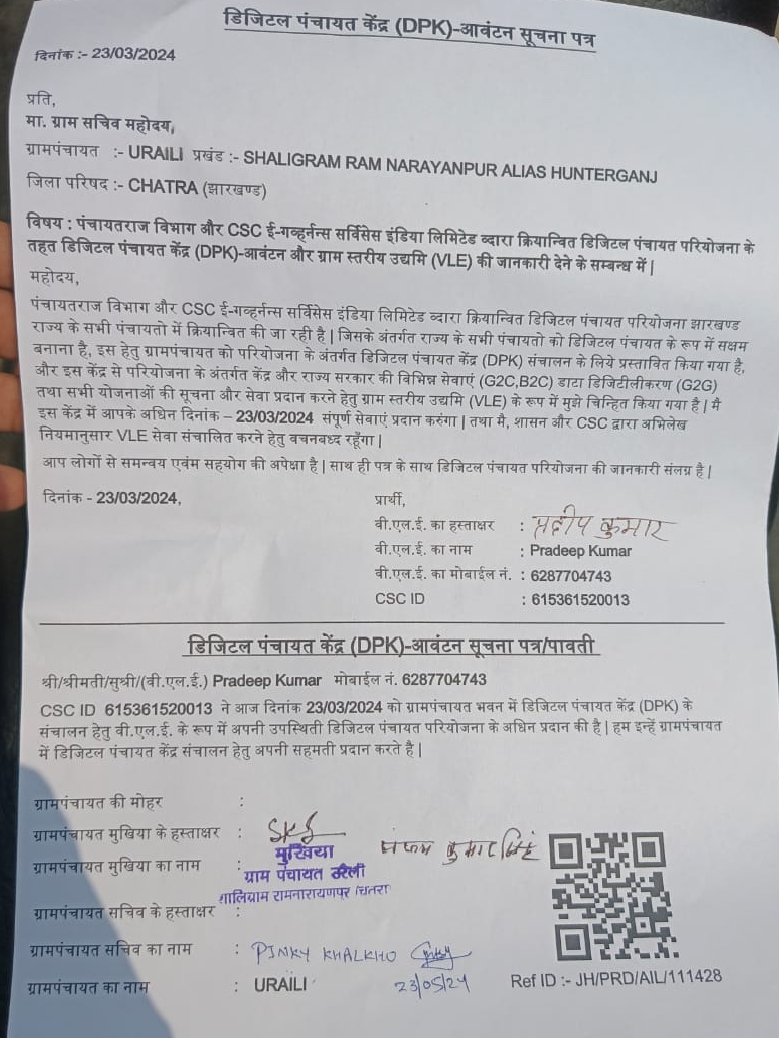 डिजिटल पंचायत केंद्र (DPK)-आवंटन सूचना पत्र
दिनांक :- 23/03/2024
प्रति,
मा. ग्राम सचिव महोदय,
ग्रामपंचायत :- URAILI प्रखंड :- SHALIGRAM RAM NARAYANPUR ALIAS HUNTERGANJ
जिला परिषद :- CHATRA (झारखण्ड)
विषय : पंचायतराज विभाग और CSC ई-गव्हर्नन्स सर्विसेस इंडिया लिमिटेड व्दारा क्रियान्वित डिजिटल पंचायत परियोजना के
तहत डिजिटल पंचायत केंद्र (DPK)-आवंटन और ग्राम स्तरीय उद्यमि (VLE) की जानकारी देने के सम्बन्ध में |
महोदय,
पंचायतराज विभाग और CSC ई-गव्हर्नन्स सर्विसेस इंडिया लिमिटेड व्दारा क्रियान्वित डिजिटल पंचायत परियोजना झारखण्ड
राज्य के सभी पंचायतो में क्रियान्वित की जा रही है | जिसके अंतर्गत राज्य के सभी पंचायतो को डिजिटल पंचायत के रूप में सक्षम
बनाना है, इस हेतु ग्रामपंचायत को परियोजना के अंतर्गत डिजिटल पंचायत केंद्र (DPK) संचालन के लिये प्रस्तावित किया गया है,
और इस केंद्र से परियोजना के अंतर्गत केंद्र और राज्य सरकार की विभिन्न सेवाएं (G2C,B2C) डाटा डिजिटीलीकरण (G2G)
तथा सभी योजनाओं की सूचना और सेवा प्रदान करने हेतु ग्राम स्तरीय उद्यमि (VLE) के रूप में मुझे चिन्हित किया गया है | मै
इस केंद्र में आपके अधिन दिनांक – 23/03/2024 संपूर्ण सेवाएं प्रदान करुंगा | तथा मै, शासन और CSC द्वारा अभिलेख
नियमानुसार VLE सेवा संचालित करने हेतु वचनबध्द रहूँगा |
आप लोगों से समन्वय एवंम सहयोग की अपेक्षा है | साथ ही पत्र के साथ डिजिटल पंचायत परियोजना की जानकारी संलग्न है |
दिनांक - 23/03/2024,
प्रार्थी,
वी.एल.ई. का हस्ताक्षर : प्रदीप कुमार
वी.एल.ई. का नाम : Pradeep Kumar
वी.एल.ई. का मोबाईल नं. : 6287704743
CSC ID : 615361520013
डिजिटल पंचायत केंद्र (DPK)-आवंटन सूचना पत्र/पावती
श्री/श्रीमती/सुश्री/(वी.एल.ई.) Pradeep Kumar मोबाईल नं. 6287704743
CSC ID 615361520013 ने आज दिनांक 23/03/2024 को ग्रामपंचायत भवन में डिजिटल पंचायत केंद्र (DPK) के
संचालन हेतु वी.एल.ई. के रूप में अपनी उपस्थिती डिजिटल पंचायत परियोजना के अधिन प्रदान की है | हम इन्हें ग्रामपंचायत
में डिजिटल पंचायत केंद्र संचालन हेतु अपनी सहमती प्रदान करते है |
ग्रामपंचायत की मोहर :
ग्रामपंचायत मुखिया के हस्ताक्षर :
मुखिया
कुमार सिंह
ग्रामपंचायत मुखिया का नाम :
ग्राम पंचायत उरैली
शालिग्राम रामनारायणपुर (चतरा)
ग्रामपंचायत सचिव के हस्ताक्षर :
ग्रामपंचायत सचिव का नाम : PINKY KHALKHO
ग्रामपंचायत का नाम : URAILI
23/05/24
Ref ID :- JH/PRD/AIL/111428